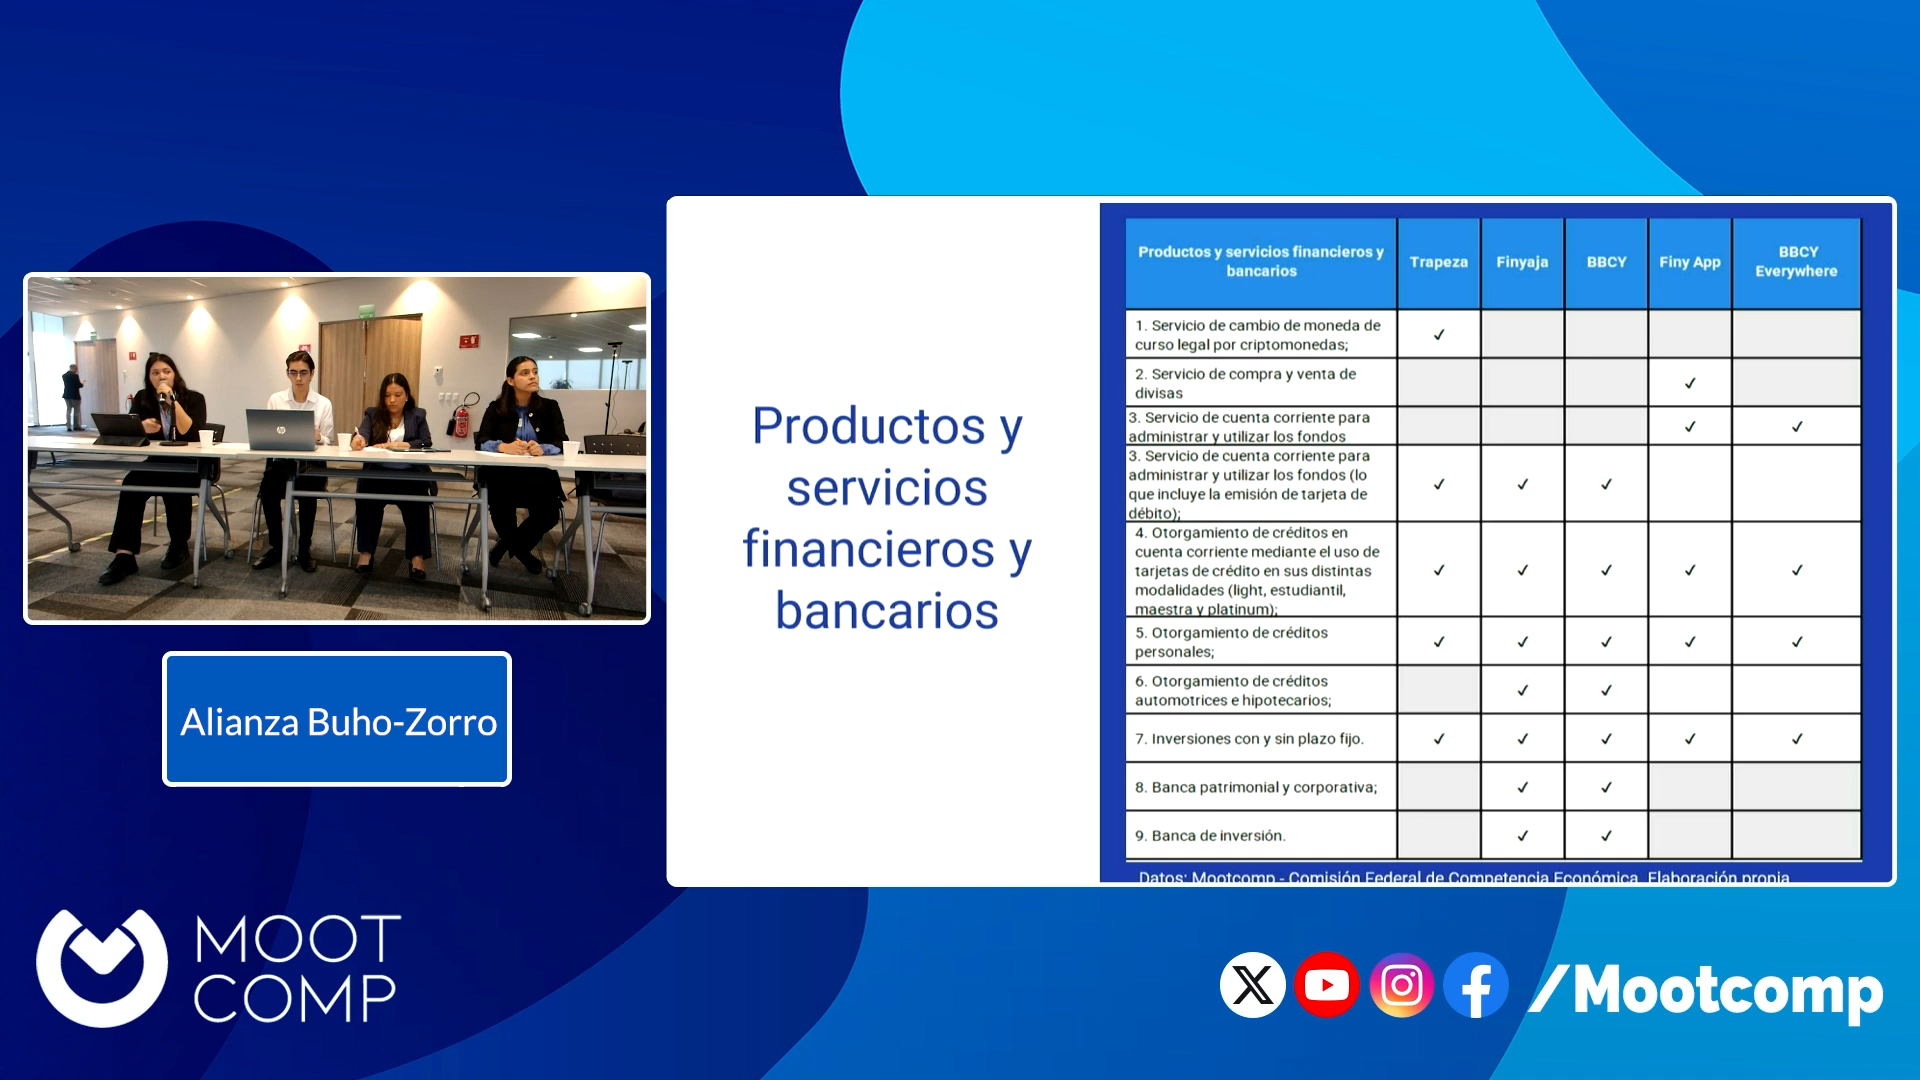 Productos y
servicios
financieros y
bancarios
Productos y servicios financieros y
bancarios
Trapeza
Finyaja
BBCY
Finy App
BBCY
Everywhere
1. Servicio de cambio de moneda de
curso legal por criptomonedas;
✓
2. Servicio de compra y venta de
divisas
✓
3. Servicio de cuenta corriente para
administrar y utilizar los fondos
✓ ✓
3. Servicio de cuenta corriente para
administrar y utilizar los fondos (lo
que incluye la emisión de tarjeta de
débito);
✓ ✓ ✓
4. Otorgamiento de créditos en
cuenta corriente mediante el uso de
tarjetas de crédito en sus distintas
modalidades (light, estudiantil,
maestra y platinum);
✓ ✓ ✓ ✓ ✓
5. Otorgamiento de créditos
personales;
✓ ✓ ✓ ✓ ✓
6. Otorgamiento de créditos
automotrices e hipotecarios;
✓ ✓
7. Inversiones con y sin plazo fijo.
✓ ✓ ✓ ✓ ✓
8. Banca patrimonial y corporativa;
✓ ✓
9. Banca de inversión.
✓ ✓
Datos: Mootcomp - Comisión Federal de Competencia Económica. Elaboración propia
hp
Alianza Buho-Zorro
MOOT
COMP
/Mootcomp